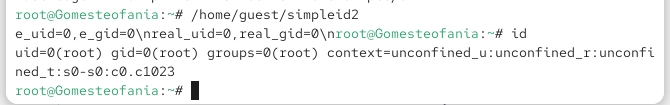 root@Gomesteofania:~# /home/guest/simpleid2
e_uid=0,e_gid=0\nreal_uid=0,real_gid=0\nroot@Gomesteofania:~# id
uid=0(root) gid=0(root) groups=0(root) context=unconfined_u:unconfined_r:unconfi
ned_t:s0-s0:c0.c1023
root@Gomesteofania:~#